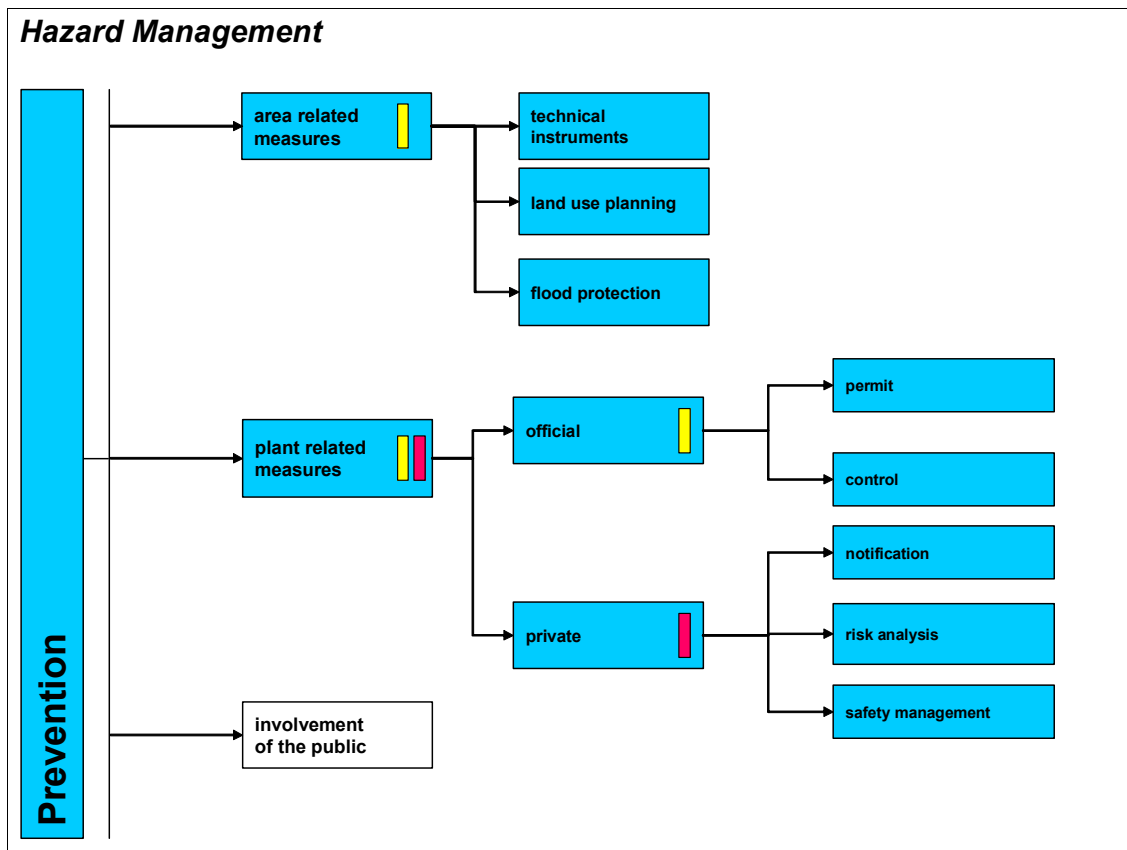 Hazard Management
Prevention
area related
measures
technical
instruments
land use planning
flood protection
plant related
measures
official
permit
control
private
notification
risk analysis
safety management
involvement
of the public